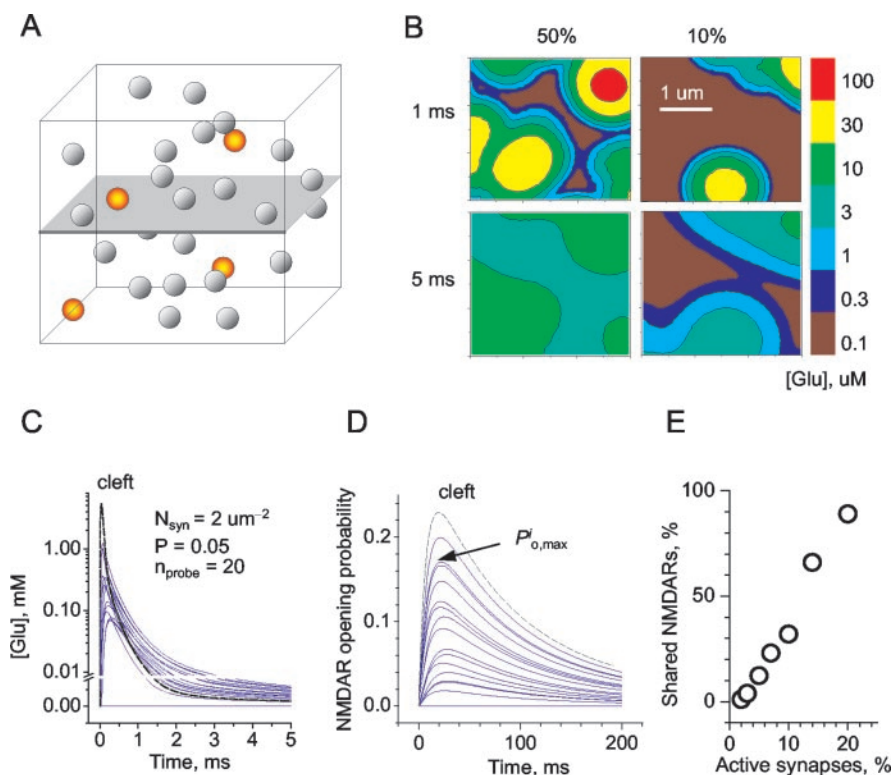 A
B
50%
10%
1 ms
1 um
5 ms
100
30
10
3
1
0.3
0.1
[Glu], uM
C
cleft
N_syn = 2 um⁻²
P = 0.05
n_probe = 20
[Glu], mM
1.00
0.10
0.01
0.00
0 1 2 3 4 5
Time, ms
D
cleft
P^i_o,max
NMDAR opening probability
0.2
0.1
0.0
0 100 200
Time, ms
E
Shared NMDARs, %
100
50
0
0 10 20
Active synapses, %